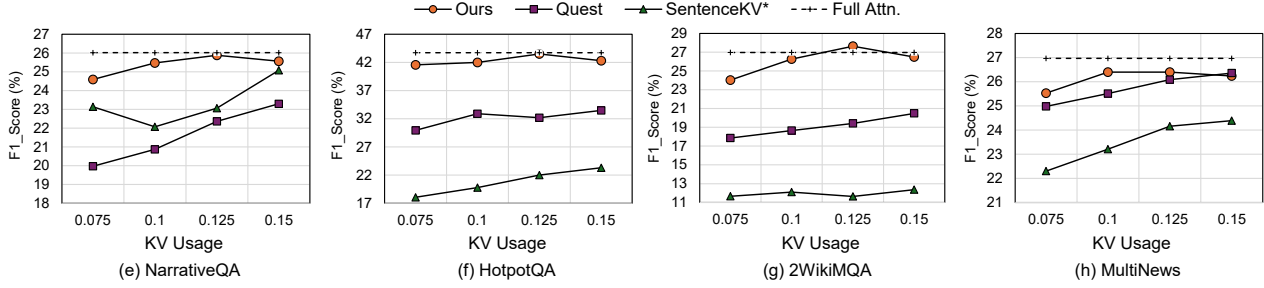 Ours Quest SentenceKV* Full Attn.
F1_Score (%)
26
25
24
23
22
21
20
19
18
0.075 0.1 0.125 0.15
KV Usage
(e) NarrativeQA
F1_Score (%)
47
42
37
32
27
22
17
0.075 0.1 0.125 0.15
KV Usage
(f) HotpotQA
F1_Score (%)
29
27
25
23
21
19
17
15
13
11
0.075 0.1 0.125 0.15
KV Usage
(g) 2WikiMQA
F1_Score (%)
28
27
26
25
24
23
22
21
0.075 0.1 0.125 0.15
KV Usage
(h) MultiNews